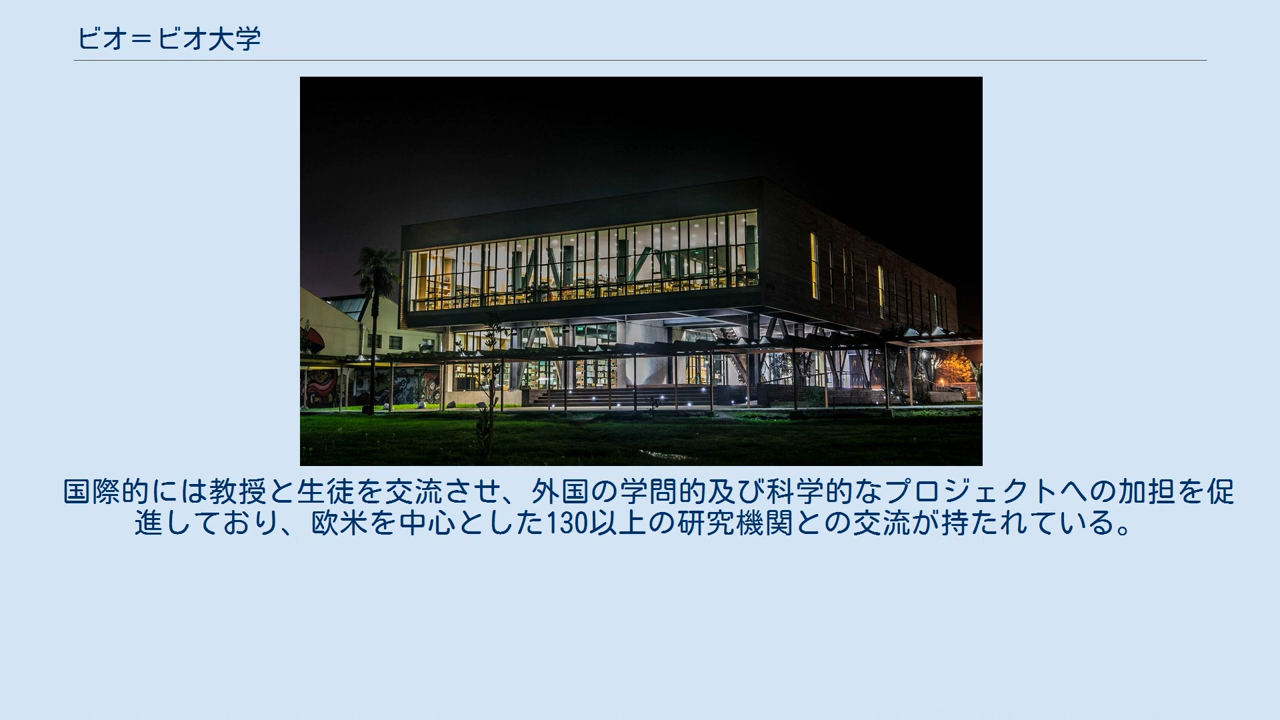 ビオ＝ビオ大学
国際的には教授と生徒を交流させ、外国の学問的及び科学的なプロジェクトへの加担を促
進しており、欧米を中心とした130以上の研究機関との交流が持たれている。